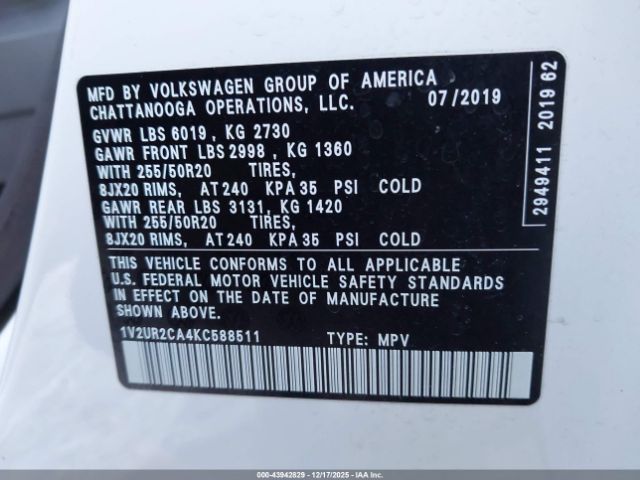 MFD BY VOLKSWAGEN GROUP OF AMERICA
CHATTANOOGA OPERATIONS, LLC. 07/2019
GVWR LBS 6019 , KG 2730
GAWR FRONT LBS 2998 , KG 1360
WITH 255/50R20 TIRES,
8JX20 RIMS, AT 240 KPA 35 PSI COLD
GAWR REAR LBS 3131, KG 1420
WITH 255/50R20 TIRES,
8JX20 RIMS, AT 240 KPA 35 PSI COLD
THIS VEHICLE CONFORMS TO ALL APPLICABLE
U.S. FEDERAL MOTOR VEHICLE SAFETY STANDARDS
IN EFFECT ON THE DATE OF MANUFACTURE
SHOWN ABOVE.
1V2UR2CA4KC588511 TYPE: MPV
2949411 2019 62
000-43942829 | 12/17/2025 - IAAI.COM